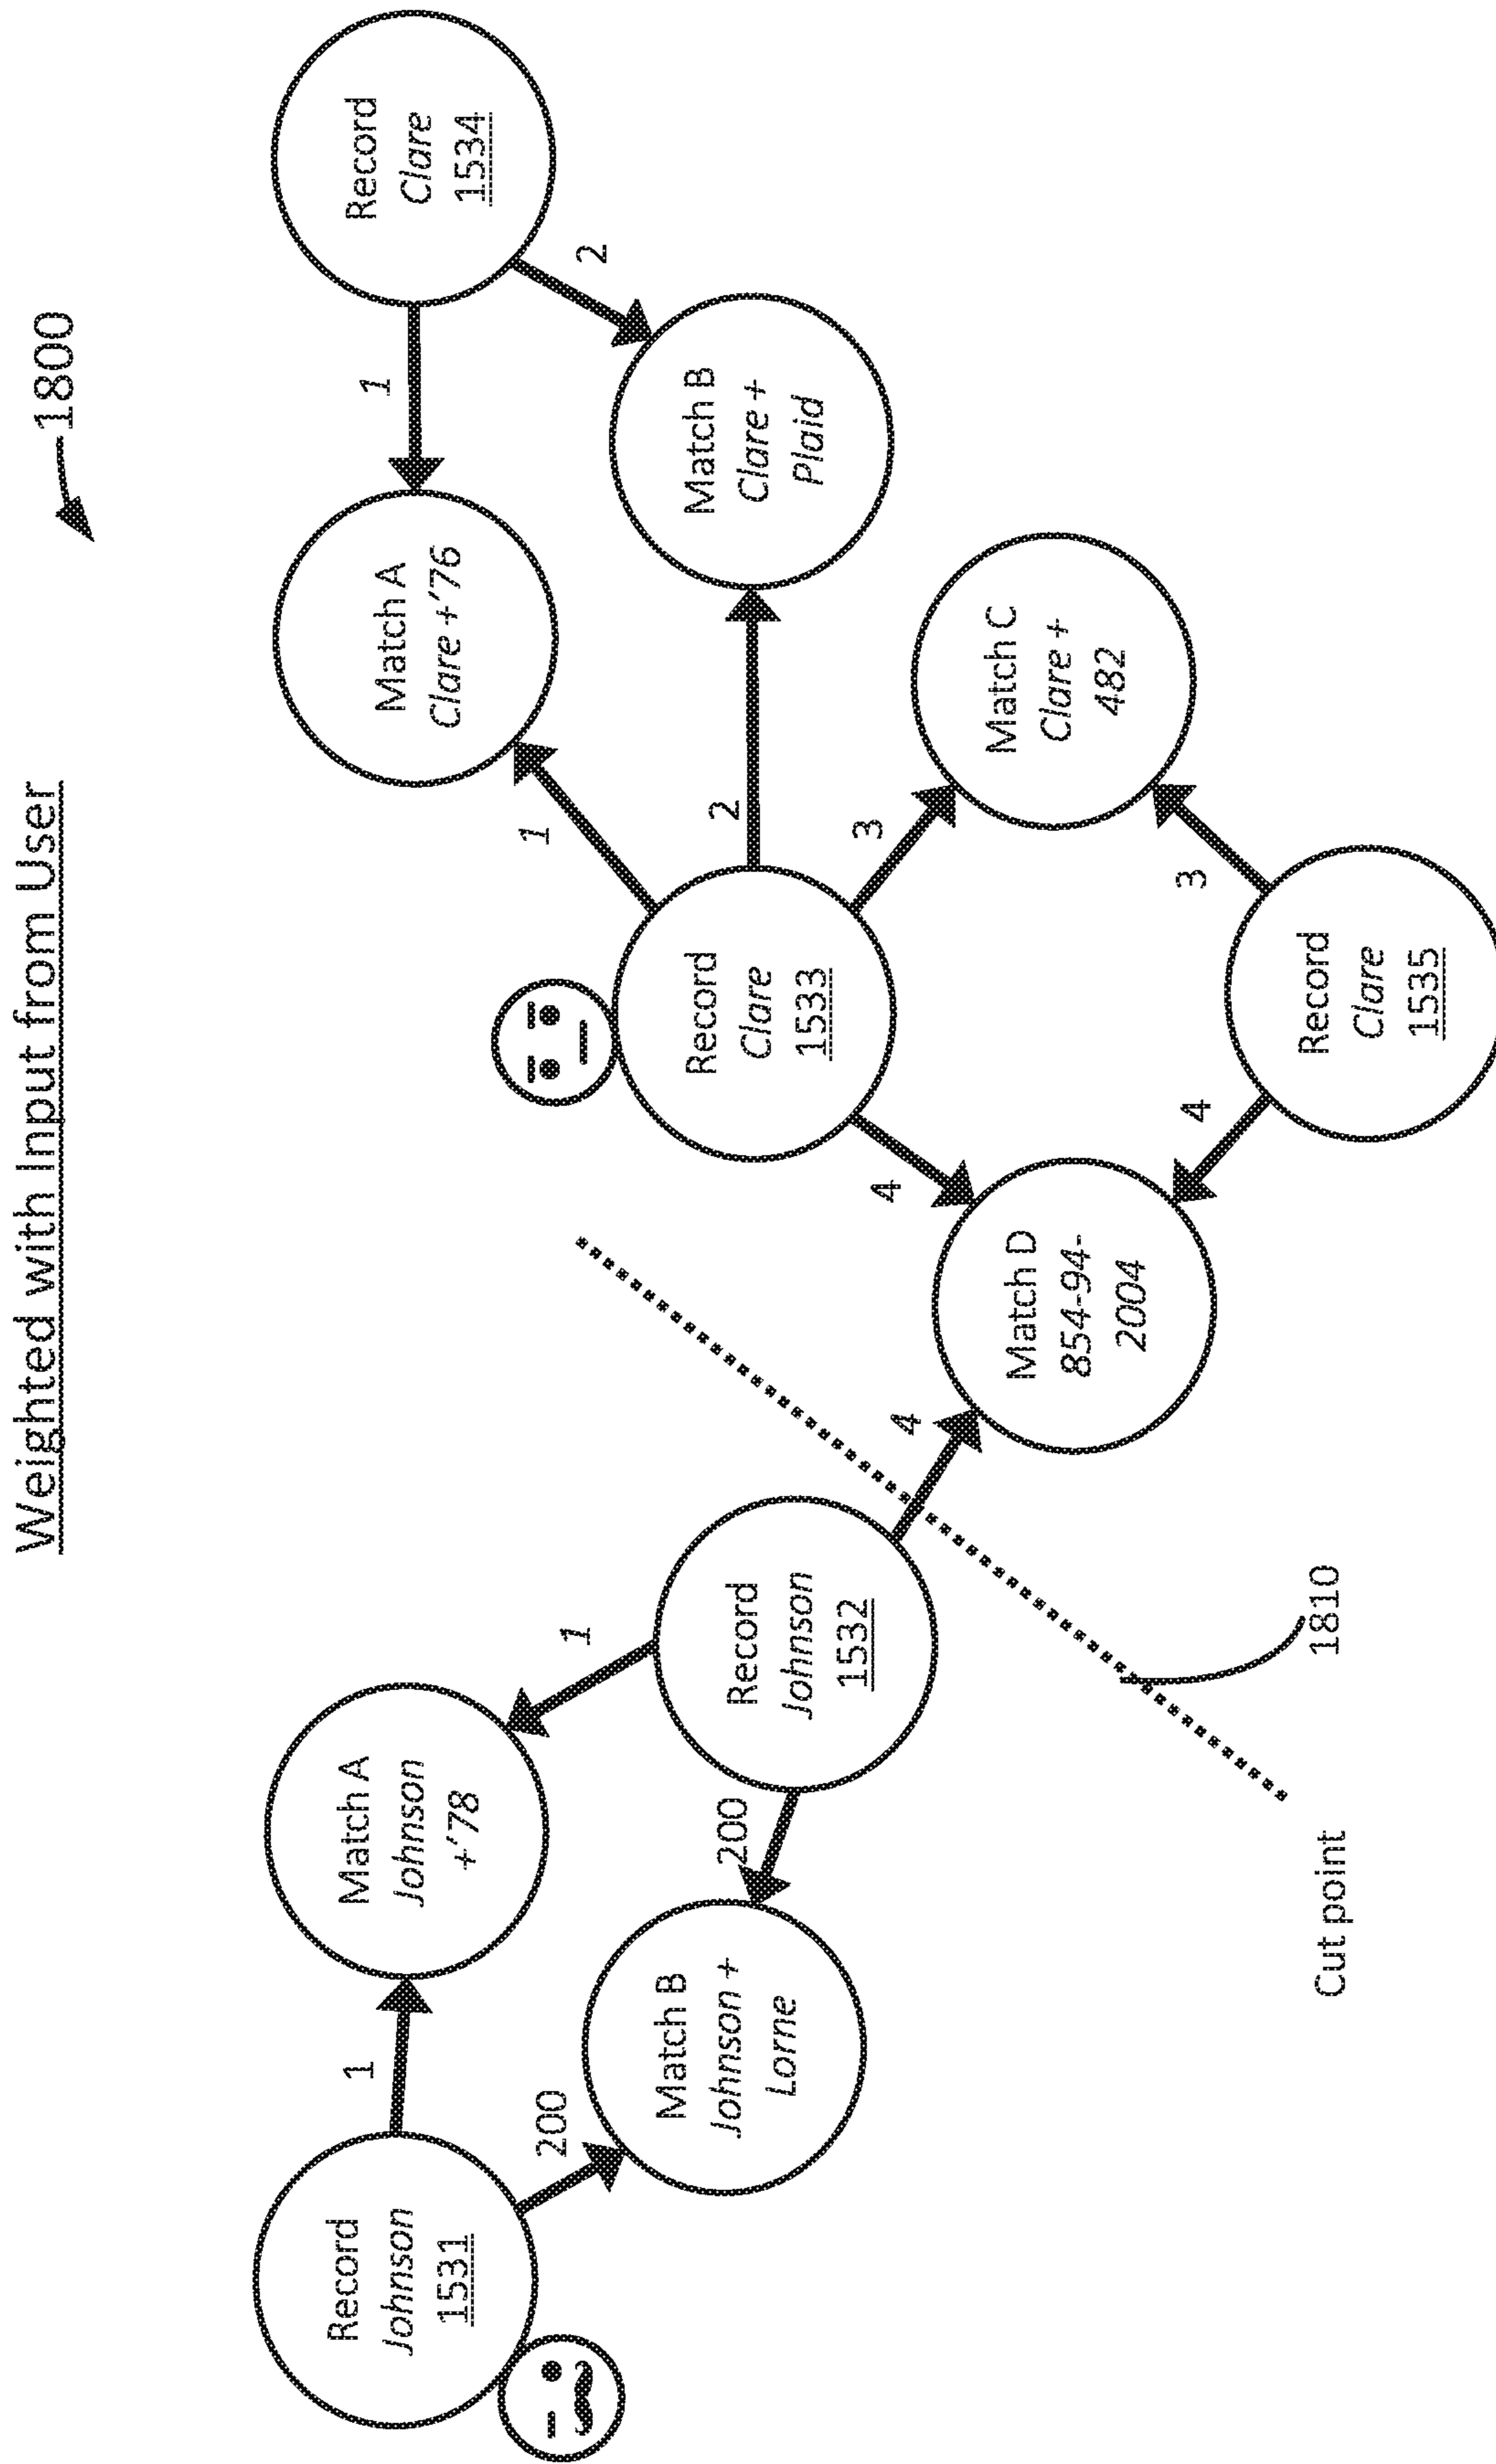 Weighted with Input from User
1800
Record
Johnson
1531
1
200
Match A
Johnson
+'78
Match B
Johnson +
Lorne
1
200
Record
Johnson
1532
4
Match D
854-94-
2004
4
4
Record
Clare
1533
1
2
3
Record
Clare
1535
3
Match A
Clare +'76
Match B
Clare +
Plaid
Match C
Clare +
482
1
2
Record
Clare
1534
Cut point
1810